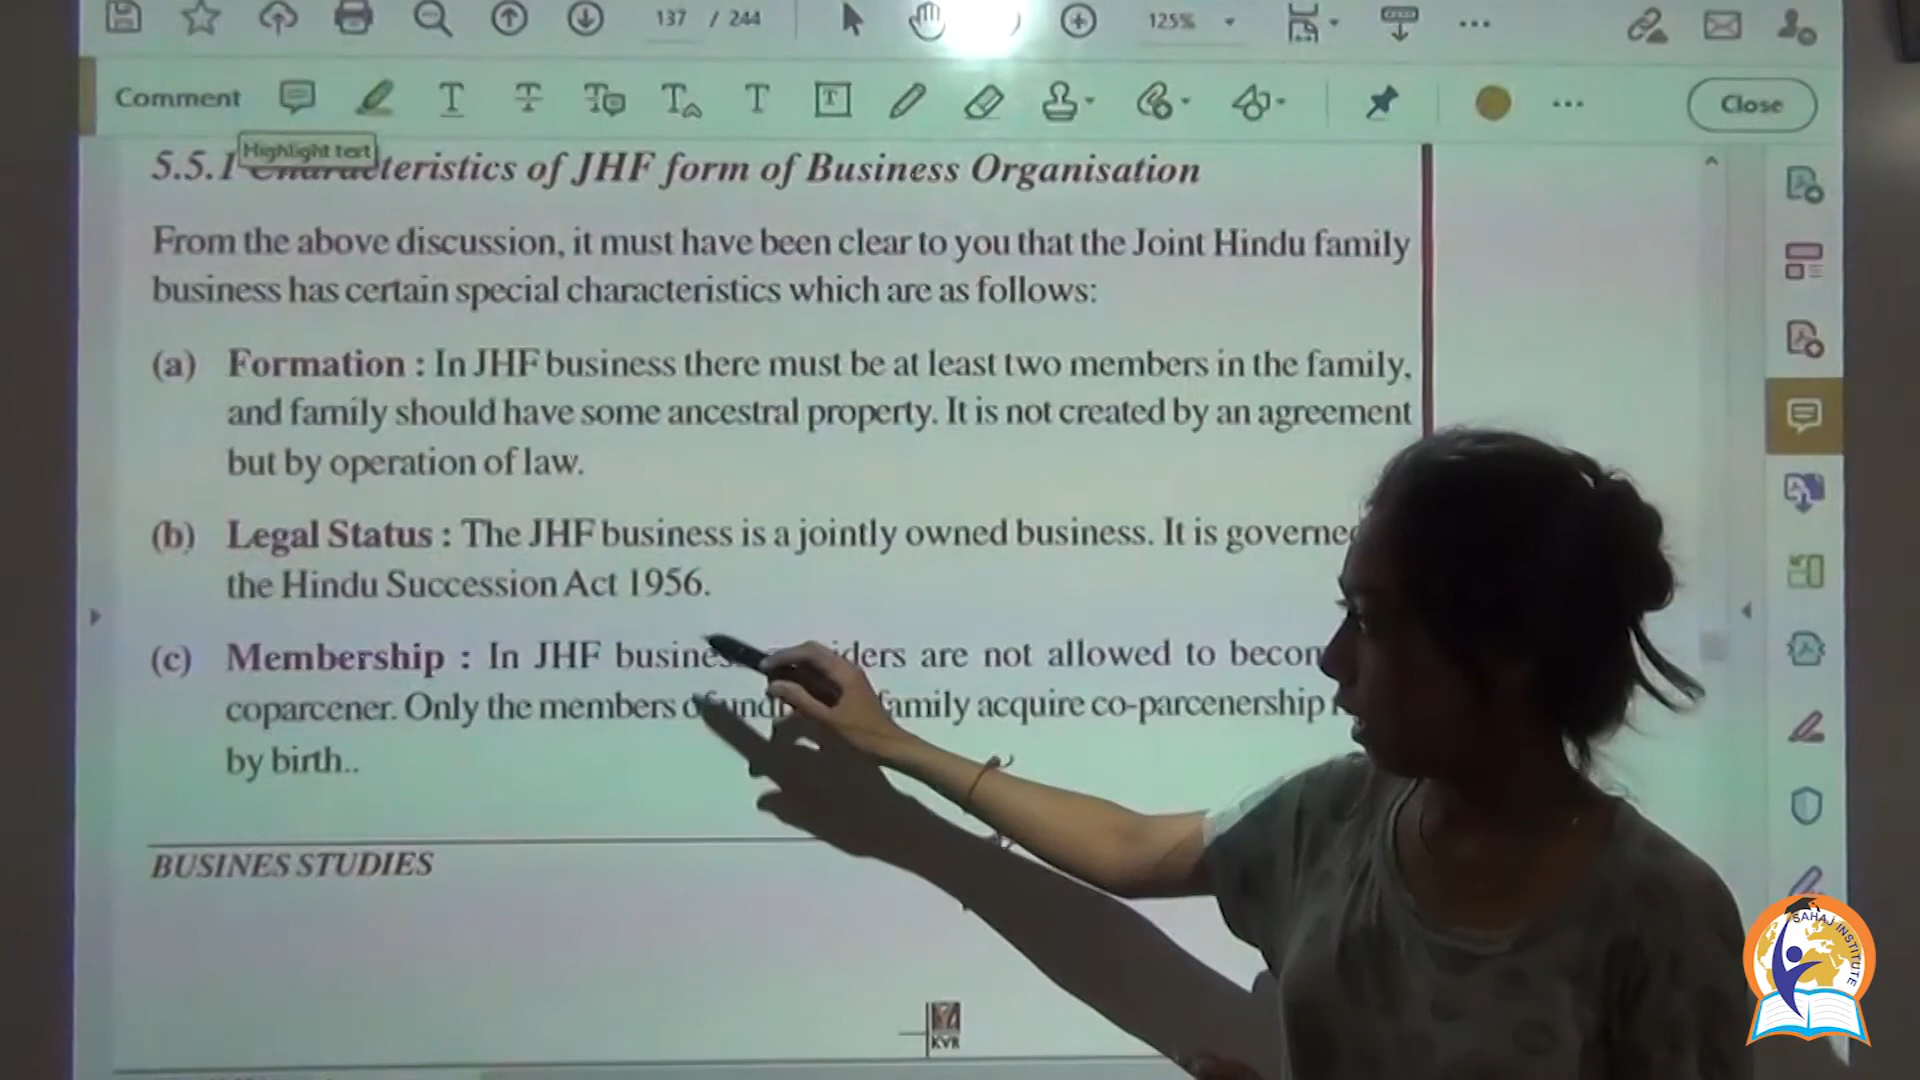 137 / 244
125%
Comment
Close
Highlight text
5.5.1 Characteristics of JHF form of Business Organisation
From the above discussion, it must have been clear to you that the Joint Hindu family
business has certain special characteristics which are as follows:
(a) Formation : In JHF business there must be at least two members in the family,
and family should have some ancestral property. It is not created by an agreement
but by operation of law.
(b) Legal Status : The JHF business is a jointly owned business. It is governed
the Hindu Succession Act 1956.
(c) Membership : In JHF business are not allowed to
coparcener. Only the members of family acquire co-parcenership
by birth..
BUSINES STUDIES
KVR
SAHAJ INSTITUTE